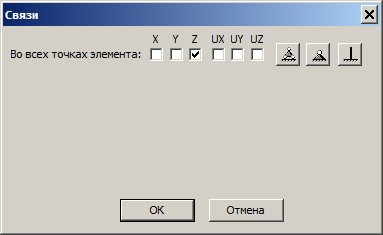 Связи
X Y Z UX UY UZ
Во всех точках элемента:
OK Отмена